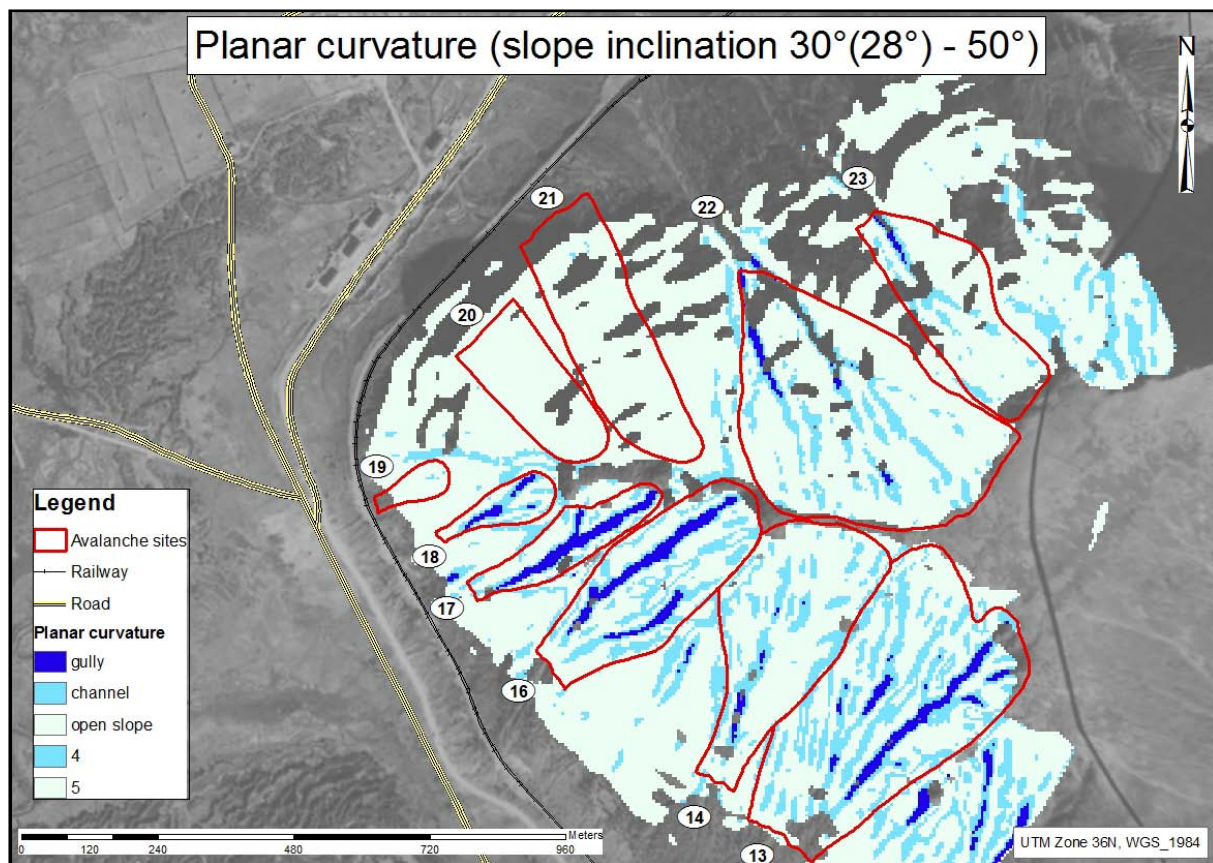 Planar curvature (slope inclination 30°(28°) - 50°)
N
23
21
22
20
19
18
17
16
14
13
Legend
Avalanche sites
Railway
Road
Planar curvature
gully
channel
open slope
4
5
Meters
0 120 240 480 720 960
UTM Zone 36N, WGS_1984